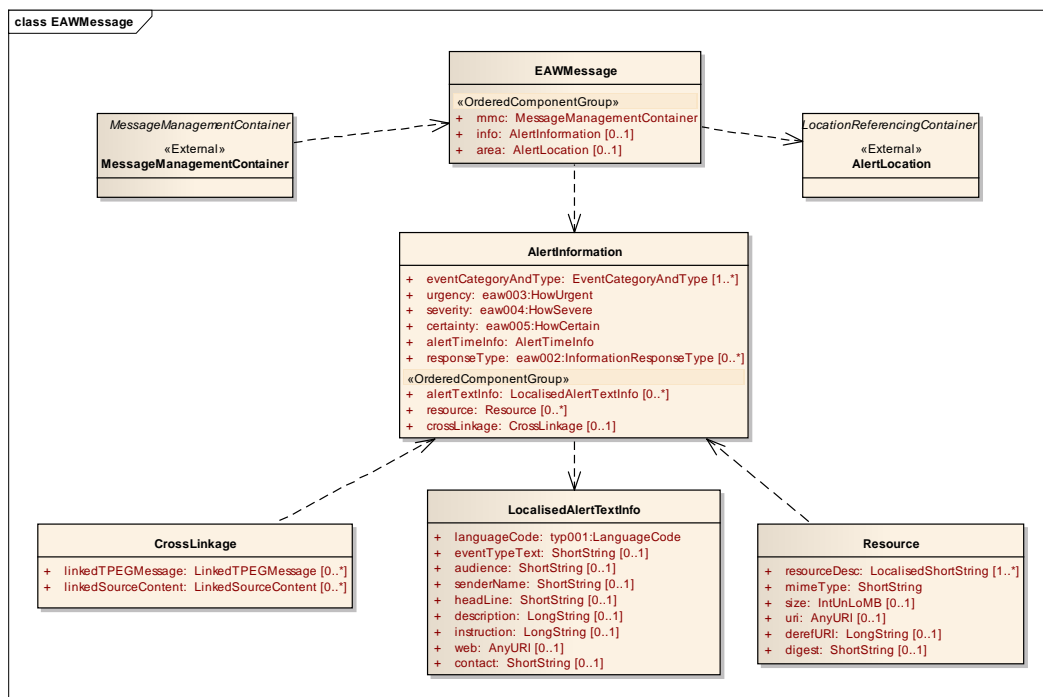 class EAWMessage
EAWMessage
«OrderedComponentGroup»
+ mmc: MessageManagementContainer
+ info: AlertInformation [0..1]
+ area: AlertLocation [0..1]
MessageManagementContainer
«External»
MessageManagementContainer
LocationReferencingContainer
«External»
AlertLocation
AlertInformation
+ eventCategoryAndType: EventCategoryAndType [1..*]
+ urgency: eaw003:HowUrgent
+ severity: eaw004:HowSevere
+ certainty: eaw005:HowCertain
+ alertTimeInfo: AlertTimeInfo
+ responseType: eaw002:InformationResponseType [0..*]
«OrderedComponentGroup»
+ alertTextInfo: LocalisedAlertTextInfo [0..*]
+ resource: Resource [0..*]
+ crossLinkage: CrossLinkage [0..1]
CrossLinkage
+ linkedTPEGMessage: LinkedTPEGMessage [0..*]
+ linkedSourceContent: LinkedSourceContent [0..*]
LocalisedAlertTextInfo
+ languageCode: typ001:LanguageCode
+ eventTypeText: ShortString [0..1]
+ audience: ShortString [0..1]
+ senderName: ShortString [0..1]
+ headLine: ShortString [0..1]
+ description: LongString [0..1]
+ instruction: LongString [0..1]
+ web: AnyURI [0..1]
+ contact: ShortString [0..1]
Resource
+ resourceDesc: LocalisedShortString [1..*]
+ mimeType: ShortString
+ size: IntUnLoMB [0..1]
+ uri: AnyURI [0..1]
+ derefURI: LongString [0..1]
+ digest: ShortString [0..1]